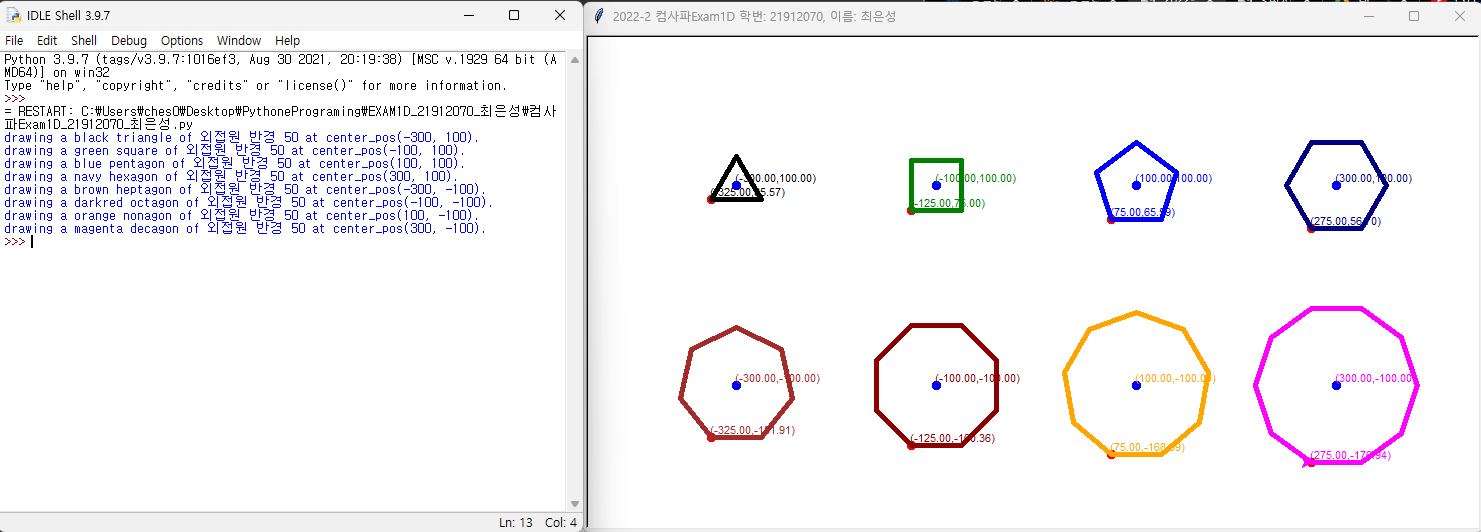 IDLE Shell 3.9.7
File Edit Shell Debug Options Window Help
Python 3.9.7 (tags/v3.9.7:1016ef3, Aug 30 2021, 20:19:38) [MSC v.1929 64 bit (A
MD64)] on win32
Type "help", "copyright", "credits" or "license()" for more information.
>>>
= RESTART: C:₩Users₩ches0₩Desktop₩PythonePrograming₩EXAM1D_21912070_최은성₩컴사
파Exam1D_21912070_최은성.py
drawing a black triangle of 외접원 반경 50 at center_pos(-300, 100).
drawing a green square of 외접원 반경 50 at center_pos(-100, 100).
drawing a blue pentagon of 외접원 반경 50 at center_pos(100, 100).
drawing a navy hexagon of 외접원 반경 50 at center_pos(300, 100).
drawing a brown heptagon of 외접원 반경 50 at center_pos(-300, -100).
drawing a darkred octagon of 외접원 반경 50 at center_pos(-100, -100).
drawing a orange nonagon of 외접원 반경 50 at center_pos(100, -100).
drawing a magenta decagon of 외접원 반경 50 at center_pos(300, -100).
>>>
Ln: 13 Col: 4
2022-2 컴사파Exam1D 학번: 21912070, 이름: 최은성
(-300.00,100.00) (-100.00,100.00) (100.00,100.00) (300.00,100.00)
(-325.00,85.57) (-125.00,75.00) (75.00,65.59) (275.00,56.70)
(-300.00,-100.00) (-100.00,-100.00) (100.00,-100.00) (300.00,-100.00)
(-325.00,-151.91) (-125.00,-160.36) (75.00,-168.69) (275.00,-176.94)